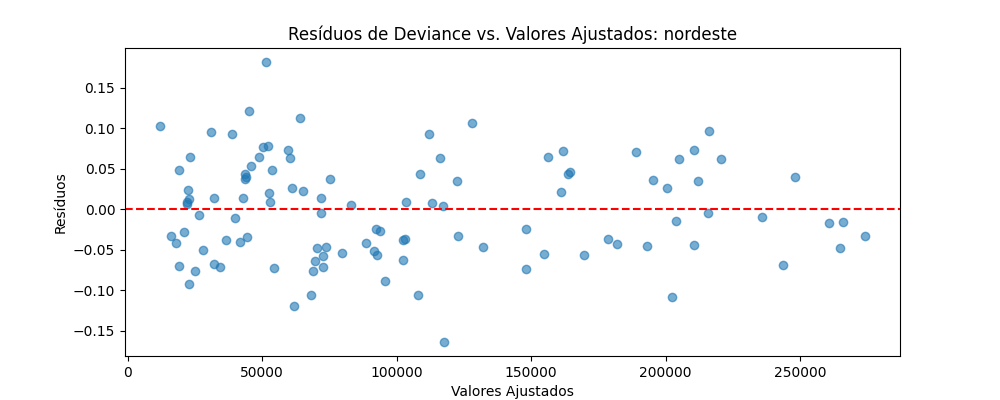 Resíduos de Deviance vs. Valores Ajustados: nordeste
Resíduos
0.15
0.10
0.05
0.00
−0.05
−0.10
−0.15
0 50000 100000 150000 200000 250000
Valores Ajustados